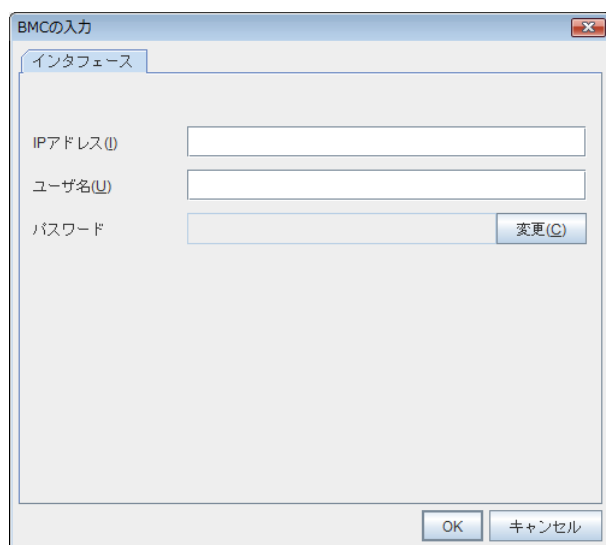 BMCの入力
インタフェース
IPアドレス(I)
ユーザ名(U)
パスワード 変更(C)
OK キャンセル